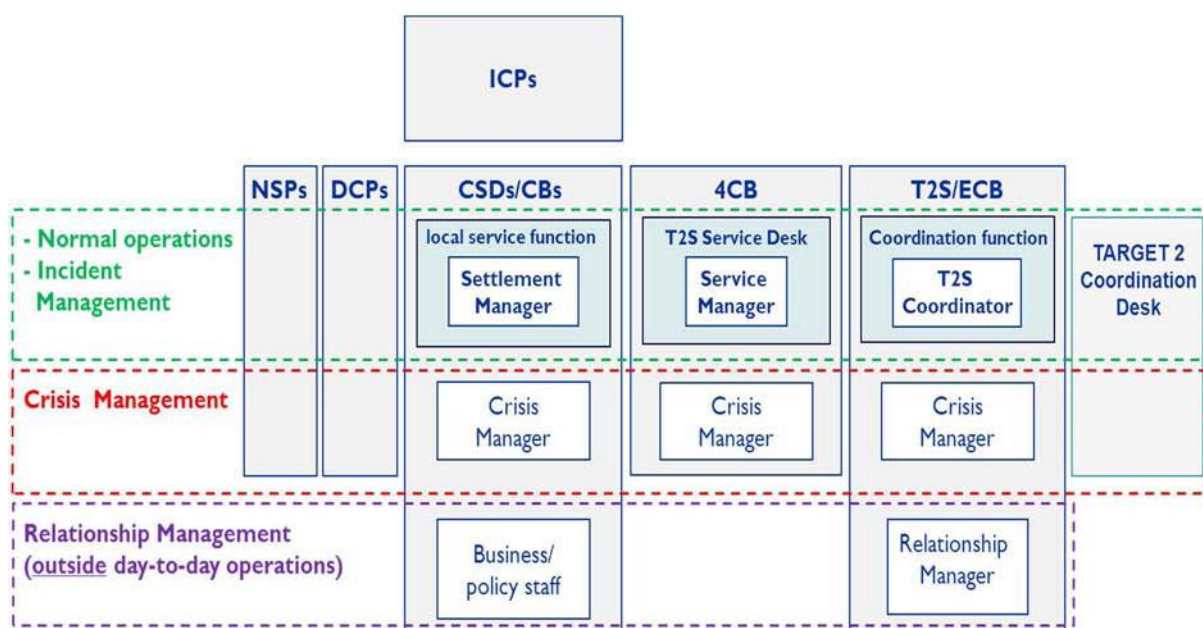 ICPs
NSPs
DCPs
CSDs/CBs
4CB
T2S/ECB
- Normal operations
- Incident
Management
local service function
Settlement
Manager
T2S Service Desk
Service
Manager
Coordination function
T2S
Coordinator
TARGET 2
Coordination
Desk
Crisis Management
Crisis
Manager
Crisis
Manager
Crisis
Manager
Relationship Management
(outside day-to-day operations)
Business/
policy staff
Relationship
Manager